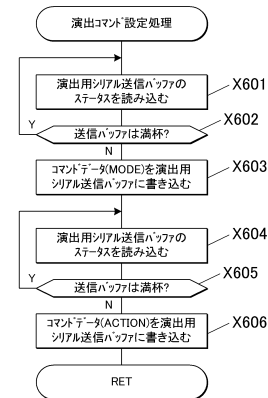 演出コマンド設定処理
演出用シリアル送信バッファの
ステータスを読み込む
X601
Y
送信バッファは満杯?
X602
N
コマンドデータ(MODE)を演出用
シリアル送信バッファに書き込む
X603
演出用シリアル送信バッファの
ステータスを読み込む
X604
Y
送信バッファは満杯?
X605
N
コマンドデータ(ACTION)を演出用
シリアル送信バッファに書き込む
X606
RET